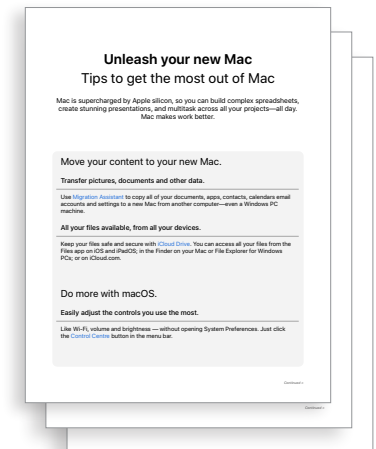 Unleash your new Mac
Tips to get the most out of Mac
Mac is supercharged by Apple silicon, so you can build complex spreadsheets,
create stunning presentations, and multitask across all your projects—all day.
Mac makes work better.
Move your content to your new Mac.
Transfer pictures, documents and other data.
Use Migration Assistant to copy all of your documents, apps, contacts, calendars email
accounts and settings to a new Mac from another computer—even a Windows PC
machine.
All your files available, from all your devices.
Keep your files safe and secure with iCloud Drive. You can access all your files from the
Files app on iOS and iPadOS; in the Finder on your Mac or File Explorer for Windows
PCs; or on iCloud.com.
Do more with macOS.
Easily adjust the controls you use the most.
Like Wi-Fi, volume and brightness — without opening System Preferences. Just click
the Control Centre button in the menu bar.